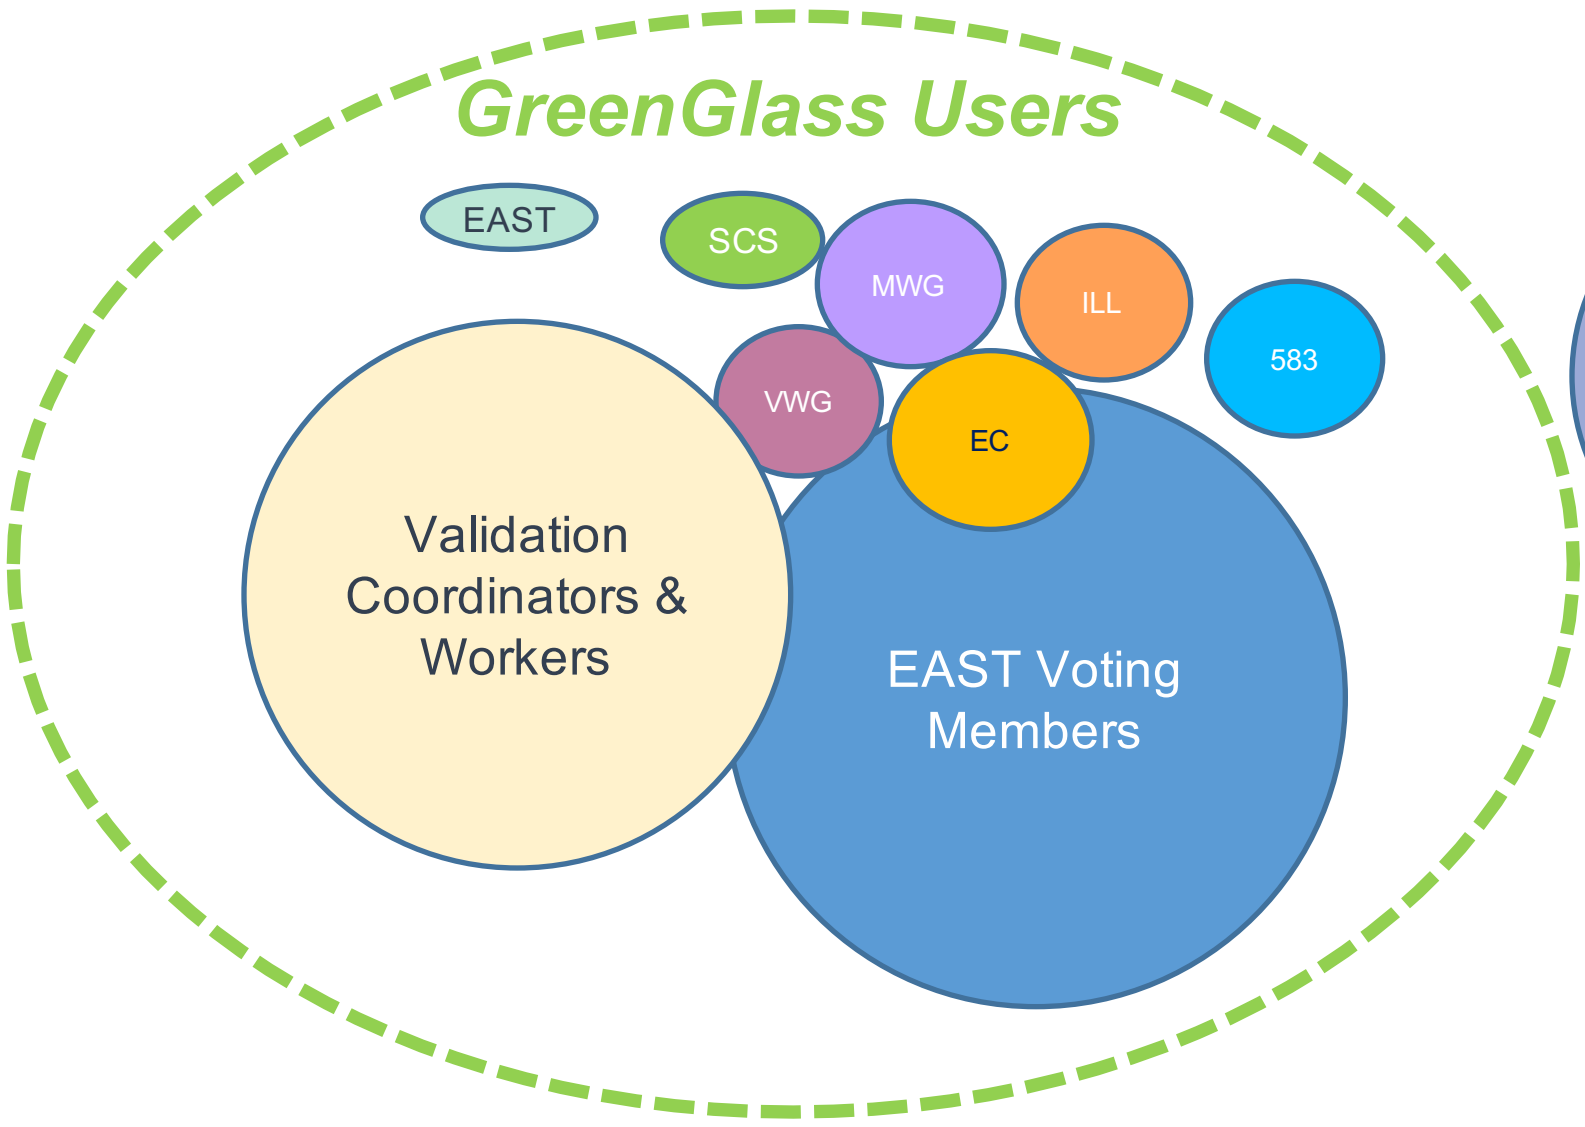 GreenGlass Users
EAST
SCS
MWG
ILL
583
VWG
EC
Validation
Coordinators &
Workers
EAST Voting
Members